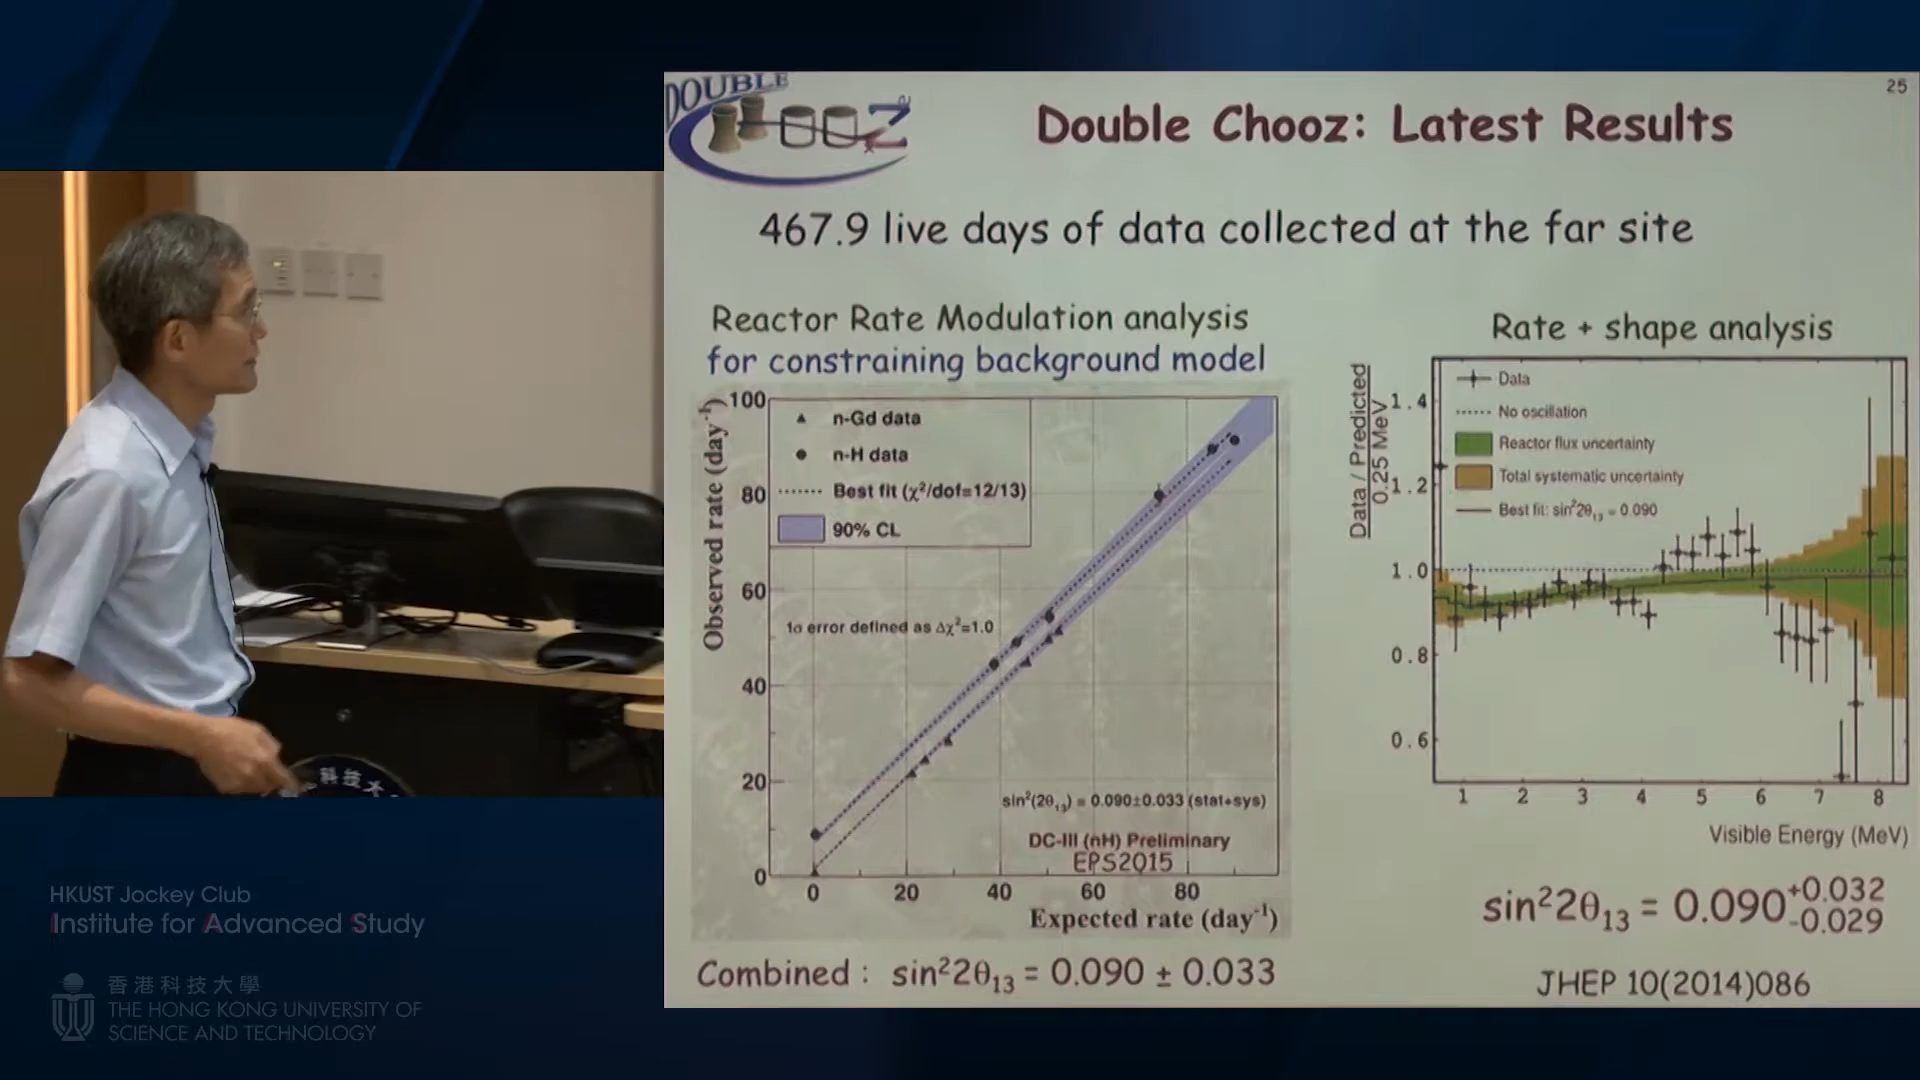 DOUBLE
CHOOZ
25
Double Chooz: Latest Results
467.9 live days of data collected at the far site
Reactor Rate Modulation analysis
for constraining background model
Observed rate (day⁻¹)
100
80
60
40
20
0
n-Gd data
n-H data
Best fit (χ²/dof=12/13)
90% CL
1σ error defined as Δχ²=1.0
sin²(2θ₁₃) = 0.090±0.033 (stat+sys)
DC-III (nH) Preliminary
EPS2015
0 20 40 60 80
Expected rate (day⁻¹)
Combined : sin²2θ₁₃ = 0.090 ± 0.033
Rate + shape analysis
Data / Predicted
0.25 MeV
1.4
1.2
1.0
0.8
0.6
Data
No oscillation
Reactor flux uncertainty
Total systematic uncertainty
Best fit: sin²2θ₁₃ = 0.090
1 2 3 4 5 6 7 8
Visible Energy (MeV)
sin²2θ₁₃ = 0.090 +0.032 -0.029
JHEP 10(2014)086
科技大
HKUST Jockey Club
Institute for Advanced Study
香港科技大學
THE HONG KONG UNIVERSITY OF
SCIENCE AND TECHNOLOGY